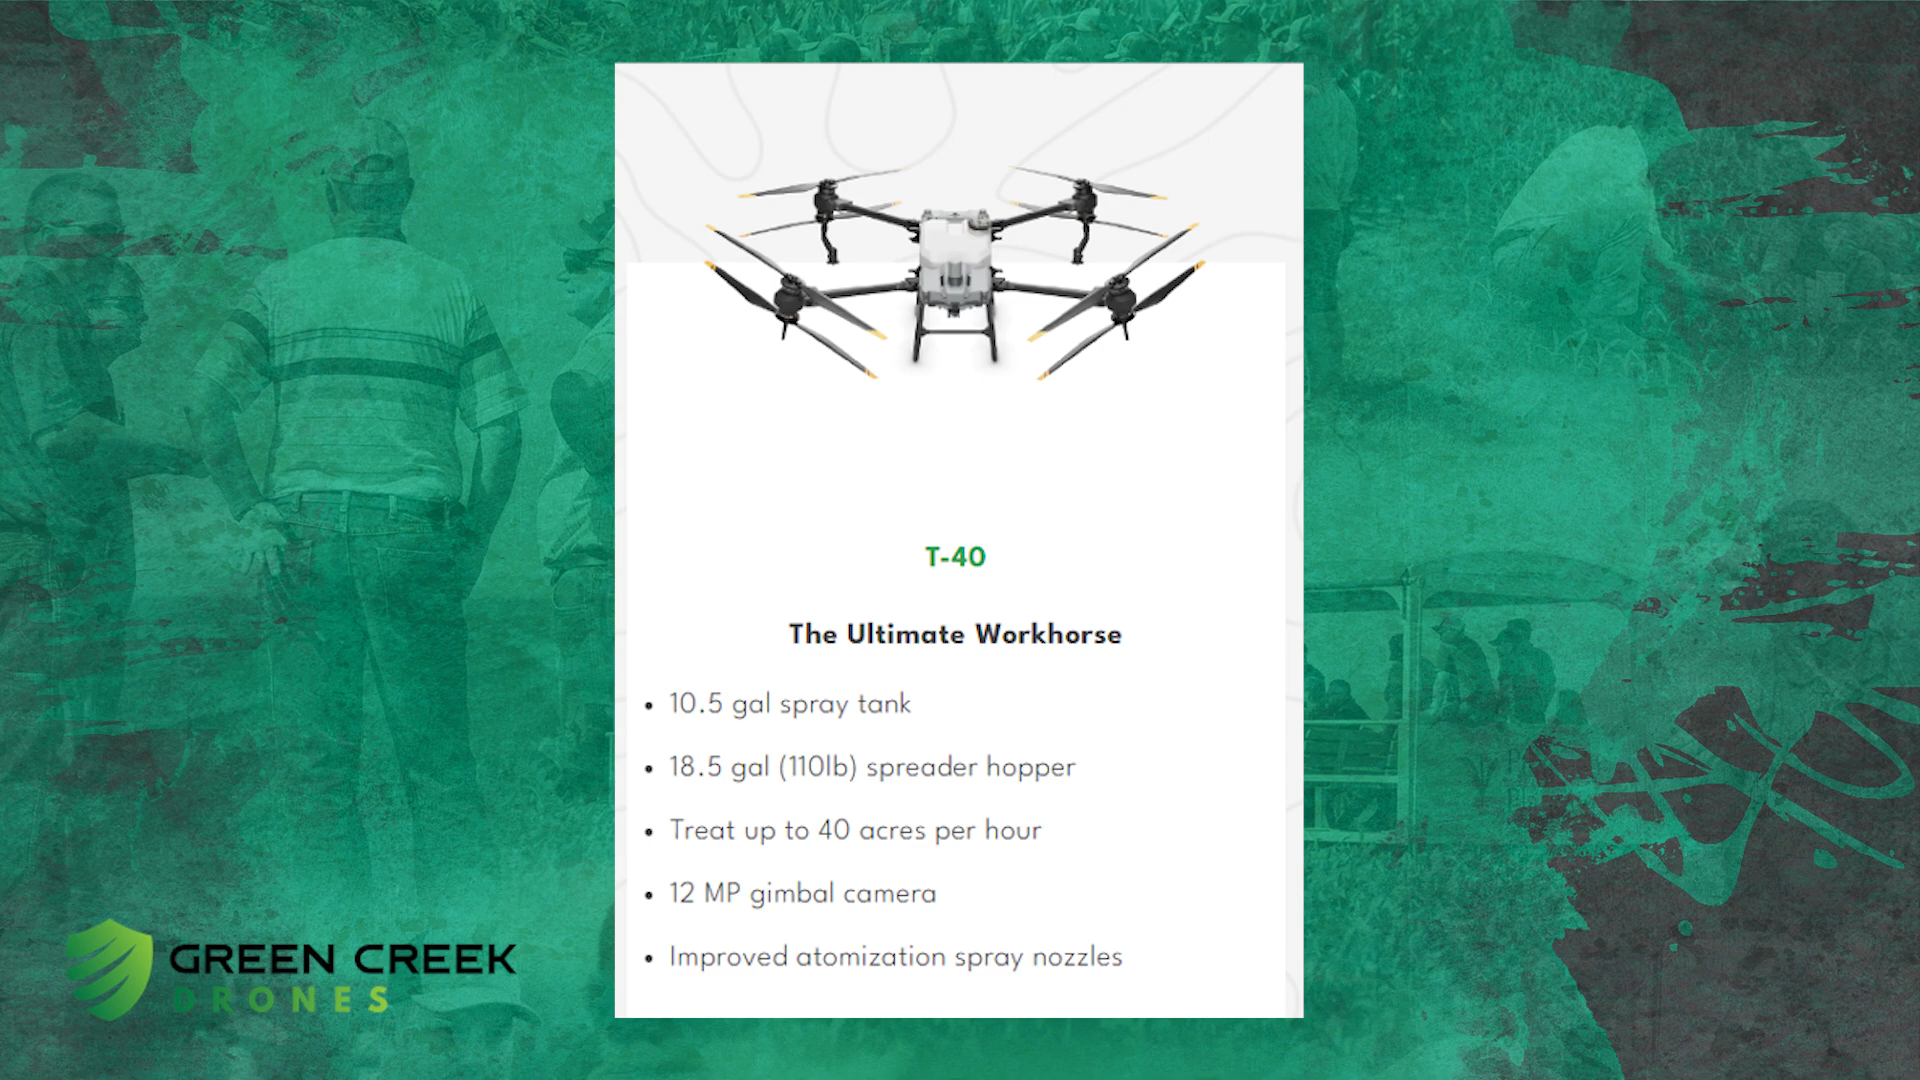 T-40
The Ultimate Workhorse
• 10.5 gal spray tank
• 18.5 gal (110lb) spreader hopper
• Treat up to 40 acres per hour
• 12 MP gimbal camera
• Improved atomization spray nozzles
GREEN CREEK
DRONES